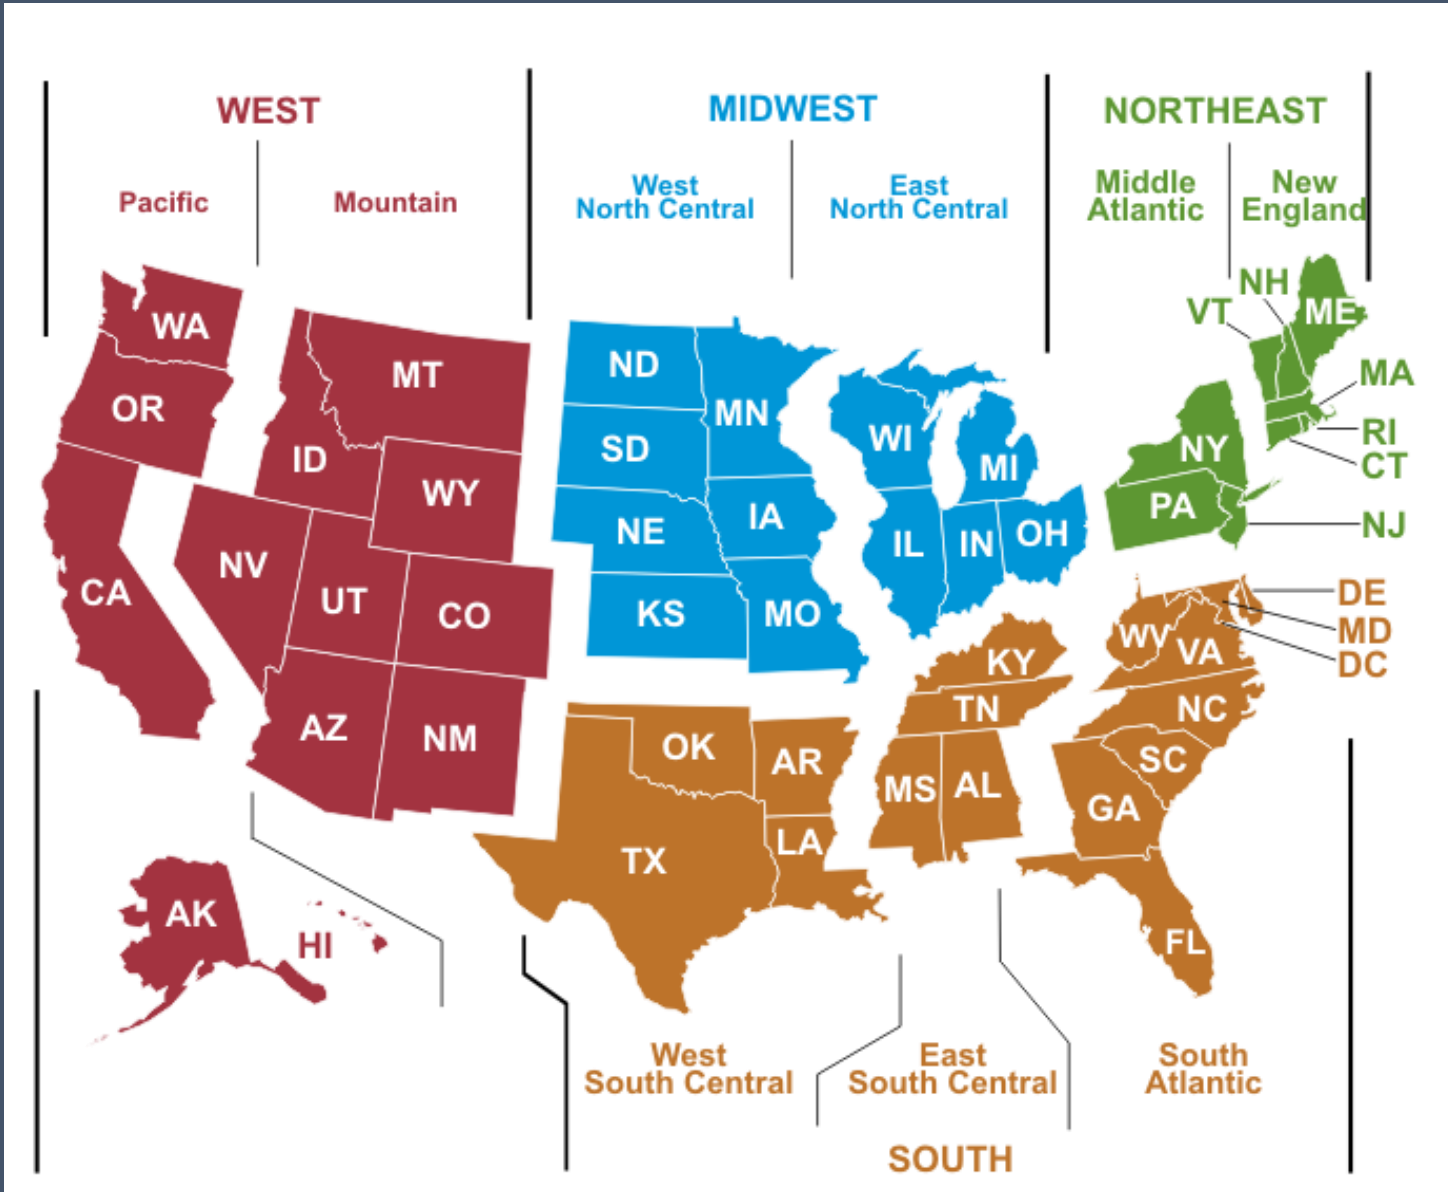 WEST
MIDWEST
NORTHEAST
Pacific
Mountain
West
North Central
East
North Central
Middle
Atlantic
New
England
WA
OR
CA
NV
ID
MT
WY
UT
CO
AZ
NM
AK
HI
ND
SD
NE
KS
MN
IA
MO
WI
MI
IL
IN
OH
NH
VT
ME
MA
RI
CT
NY
PA
NJ
DE
MD
DC
WV
VA
KY
TN
NC
SC
OK
AR
MS
AL
GA
TX
LA
FL
West
South Central
East
South Central
South
Atlantic
SOUTH